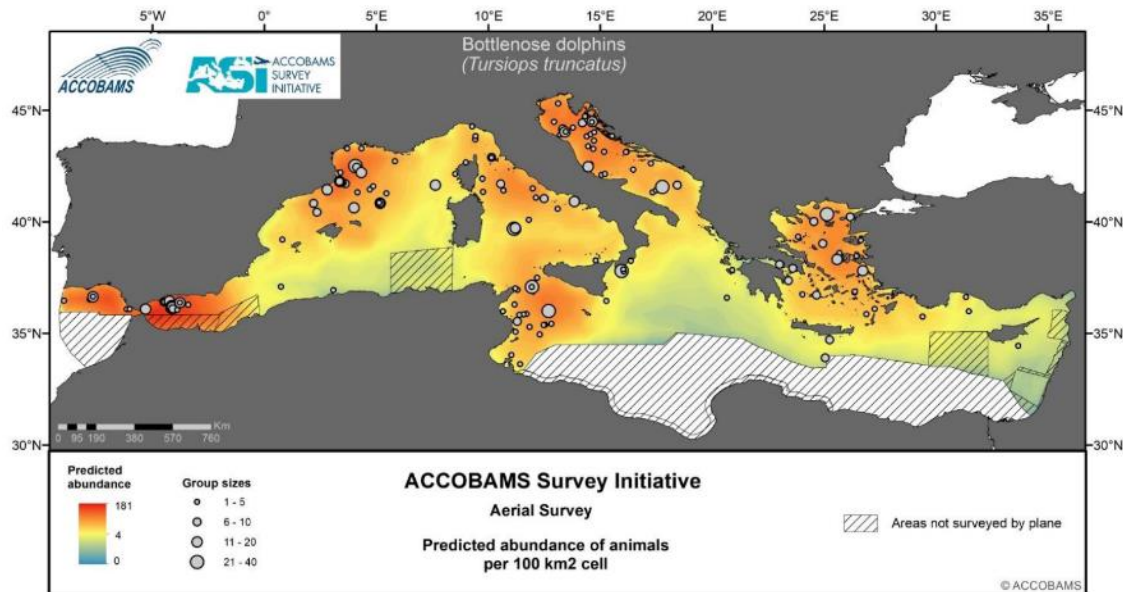 5°W 0° 5°E 10°E 15°E 20°E 25°E 30°E 35°E
Bottlenose dolphins
(Tursiops truncatus)
ACCOBAMS
ASI
ACCOBAMS
SURVEY
INITIATIVE
45°N 45°N
40°N 40°N
35°N 35°N
30°N 30°N
Km
0 95 190 380 570 760
Predicted
abundance
181
4
0
Group sizes
1 - 5
6 - 10
11 - 20
21 - 40
ACCOBAMS Survey Initiative
Aerial Survey
Predicted abundance of animals
per 100 km2 cell
Areas not surveyed by plane
© ACCOBAMS